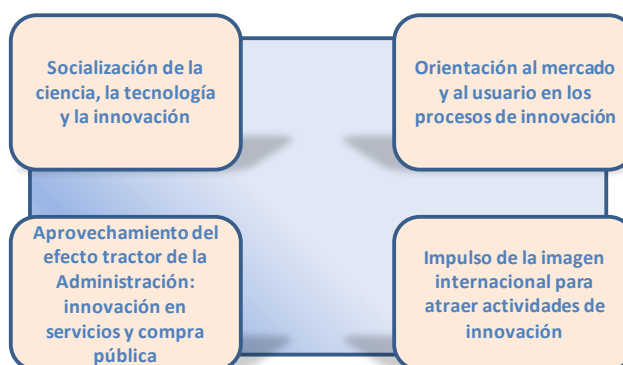 Socialización de la
ciencia, la tecnología
y la innovación
Orientación al mercado
y al usuario en los
procesos de innovación
Aprovechamiento del
efecto tractor de la
Administración:
innovación en
servicios y compra
pública
Impulso de la imagen
internacional para
atraer actividades de
innovación